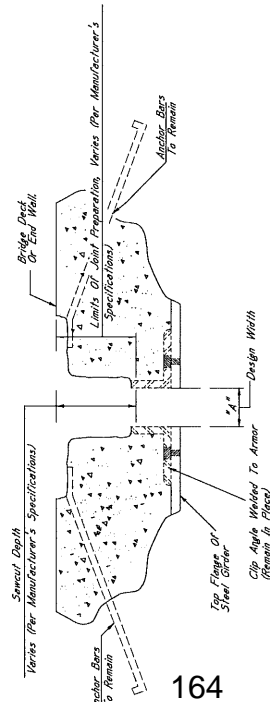 Sawcut Depth
Varies (Per Manufacturer's Specifications)
Bridge Deck
Or End Wall.
Limits Of Joint Preparation, Varies (Per Manufacturer's
Specifications)
Anchor Bars
To Remain
Anchor Bars
To Remain
Top Flange Of
Steel Girder
Clip Angle Welded To Armor
(Remain In Place)
"A"
Design Width
164